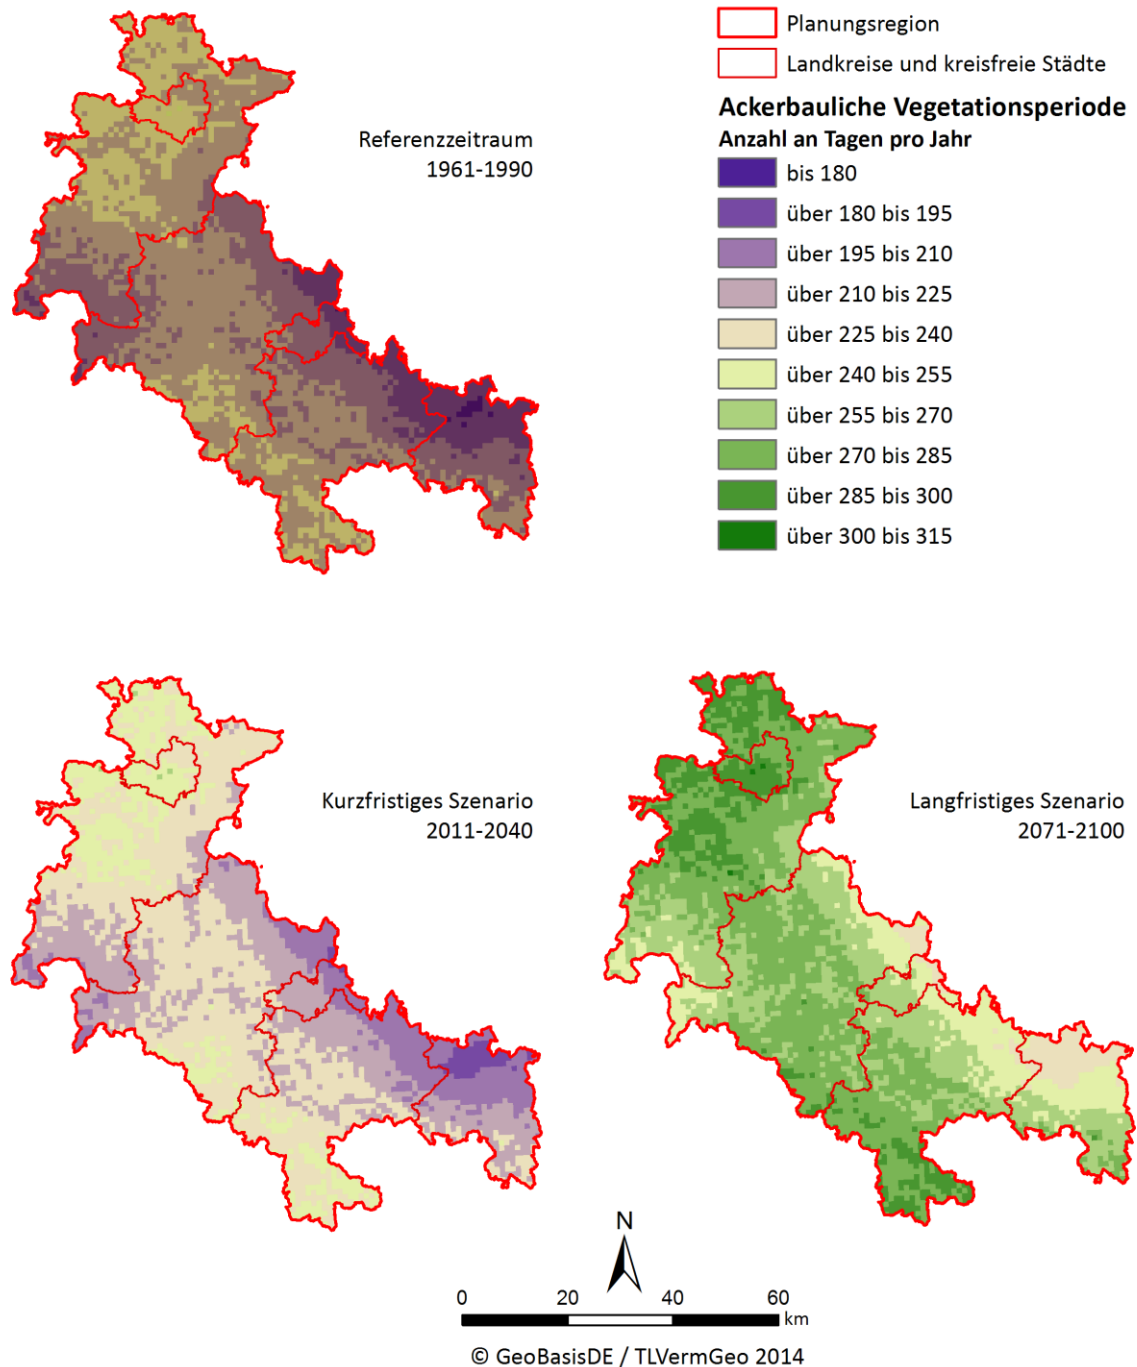 Planungsregion
Landkreise und kreisfreie Städte
Ackerbauliche Vegetationsperiode
Anzahl an Tagen pro Jahr
bis 180
über 180 bis 195
über 195 bis 210
über 210 bis 225
über 225 bis 240
über 240 bis 255
über 255 bis 270
über 270 bis 285
über 285 bis 300
über 300 bis 315
Referenzzeitraum
1961-1990
Kurzfristiges Szenario
2011-2040
Langfristiges Szenario
2071-2100
N
0 20 40 60
km
© GeoBasisDE / TLVermGeo 2014